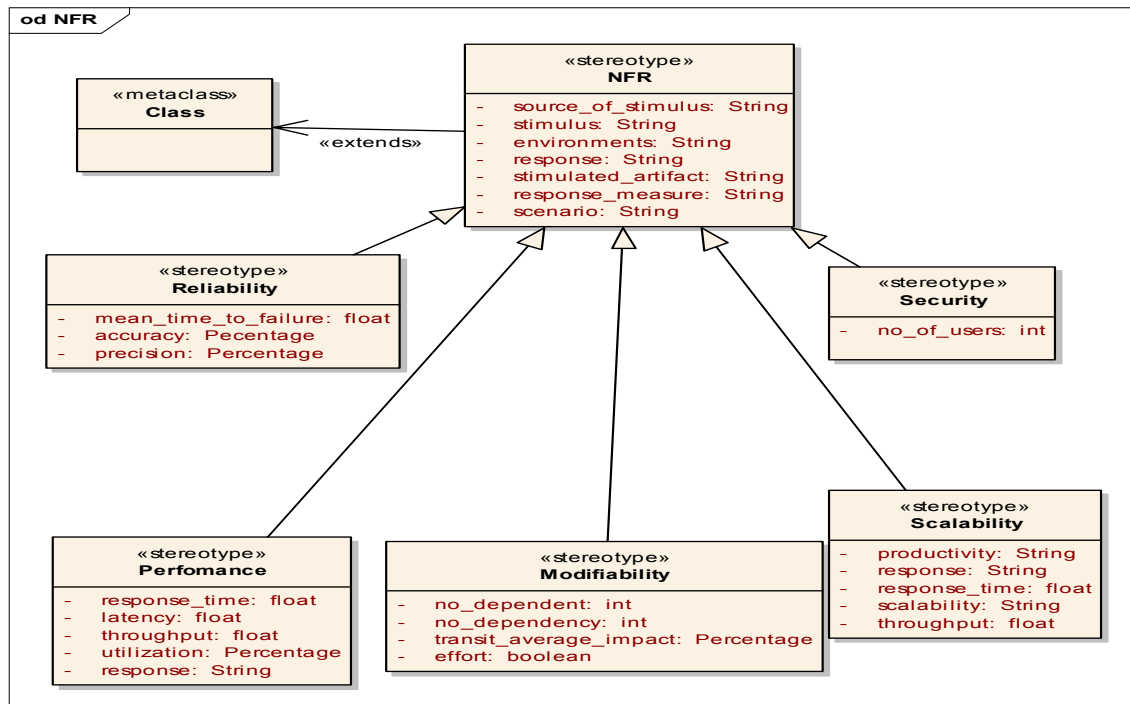 od NFR
«metaclass»
Class
«extends»
«stereotype»
NFR
- source_of_stimulus: String
- stimulus: String
- environments: String
- response: String
- stimulated_artifact: String
- response_measure: String
- scenario: String
«stereotype»
Reliability
- mean_time_to_failure: float
- accuracy: Pecentage
- precision: Percentage
«stereotype»
Security
- no_of_users: int
«stereotype»
Perfomance
- response_time: float
- latency: float
- throughput: float
- utilization: Percentage
- response: String
«stereotype»
Modifiability
- no_dependent: int
- no_dependency: int
- transit_average_impact: Percentage
- effort: boolean
«stereotype»
Scalability
- productivity: String
- response: String
- response_time: float
- scalability: String
- throughput: float